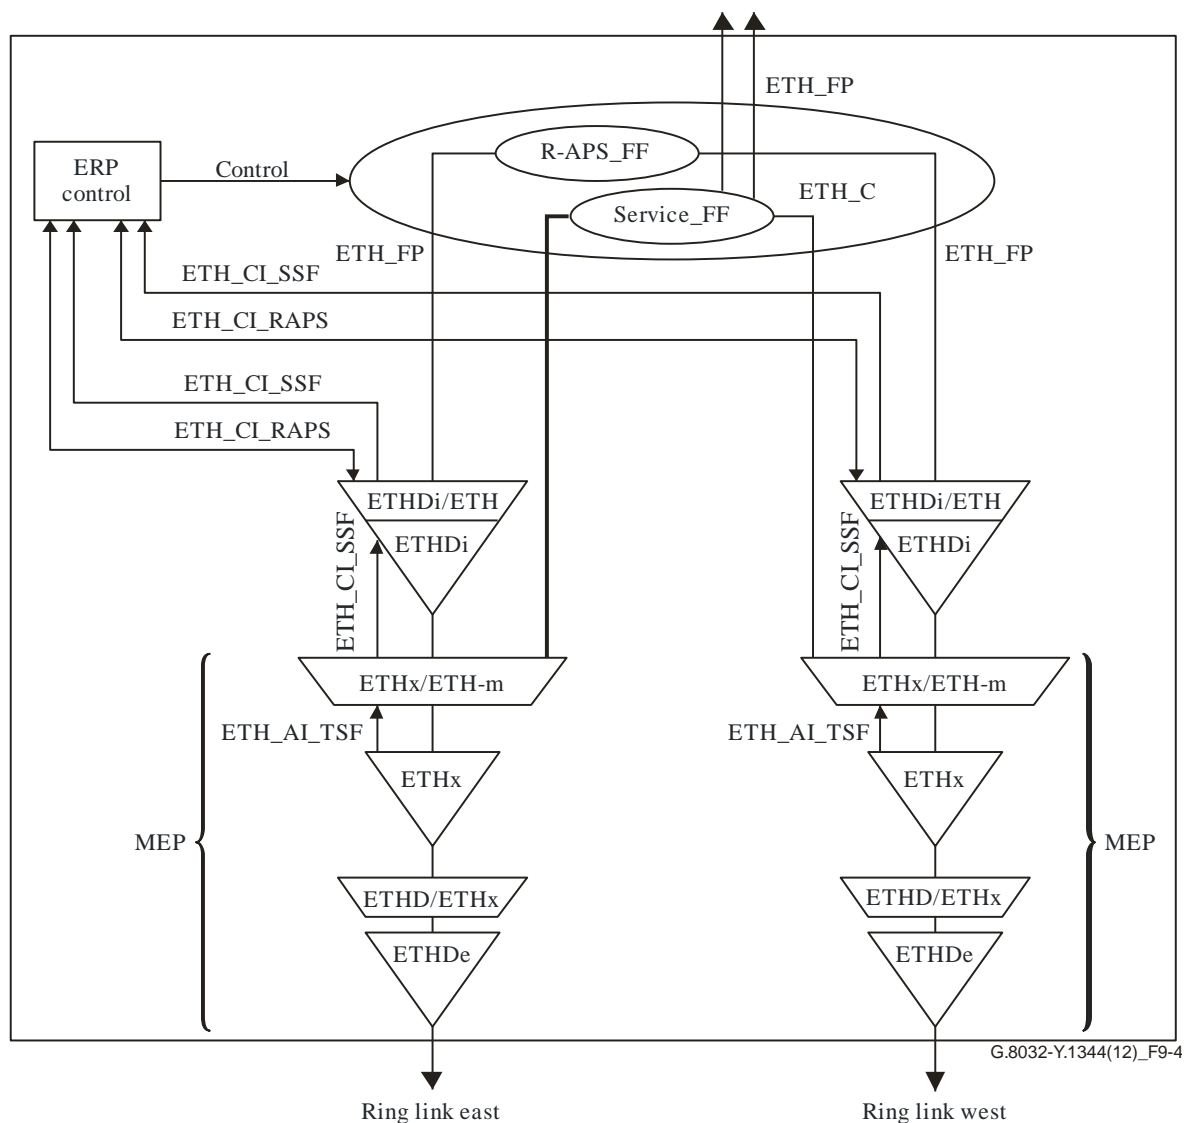 ETH_FP
R-APS_FF
ERP
control
Control
ETH_C
Service_FF
ETH_FP
ETH_FP
ETH_CI_SSF
ETH_CI_RAPS
ETH_CI_SSF
ETH_CI_RAPS
ETHDi/ETH
ETHDi/ETH
ETH_CI_SSF
ETHDi
ETH_CI_SSF
ETHDi
ETHx/ETH-m
ETHx/ETH-m
ETH_AI_TSF
ETH_AI_TSF
ETHx
ETHx
MEP
MEP
ETHD/ETHx
ETHD/ETHx
ETHDe
ETHDe
G.8032-Y.1344(12)_F9-4
Ring link east
Ring link west